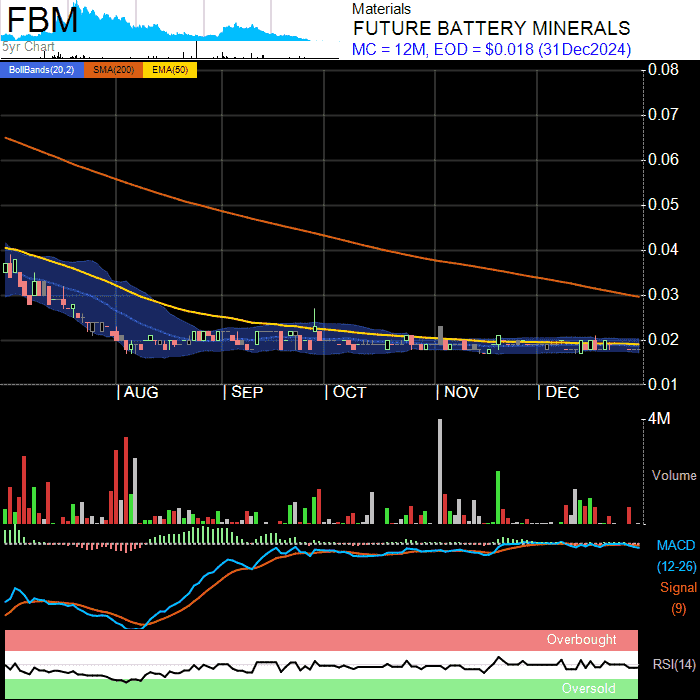 FBM
5yr Chart
Materials
FUTURE BATTERY MINERALS
MC = 12M, EOD = $0.018 (31Dec2024)
BollBands(20,2) SMA(200) EMA(50)
0.08
0.07
0.06
0.05
0.04
0.03
0.02
0.01
AUG SEP OCT NOV DEC
4M
Volume
MACD
(12-26)
Signal
(9)
Overbought
RSI(14)
Oversold